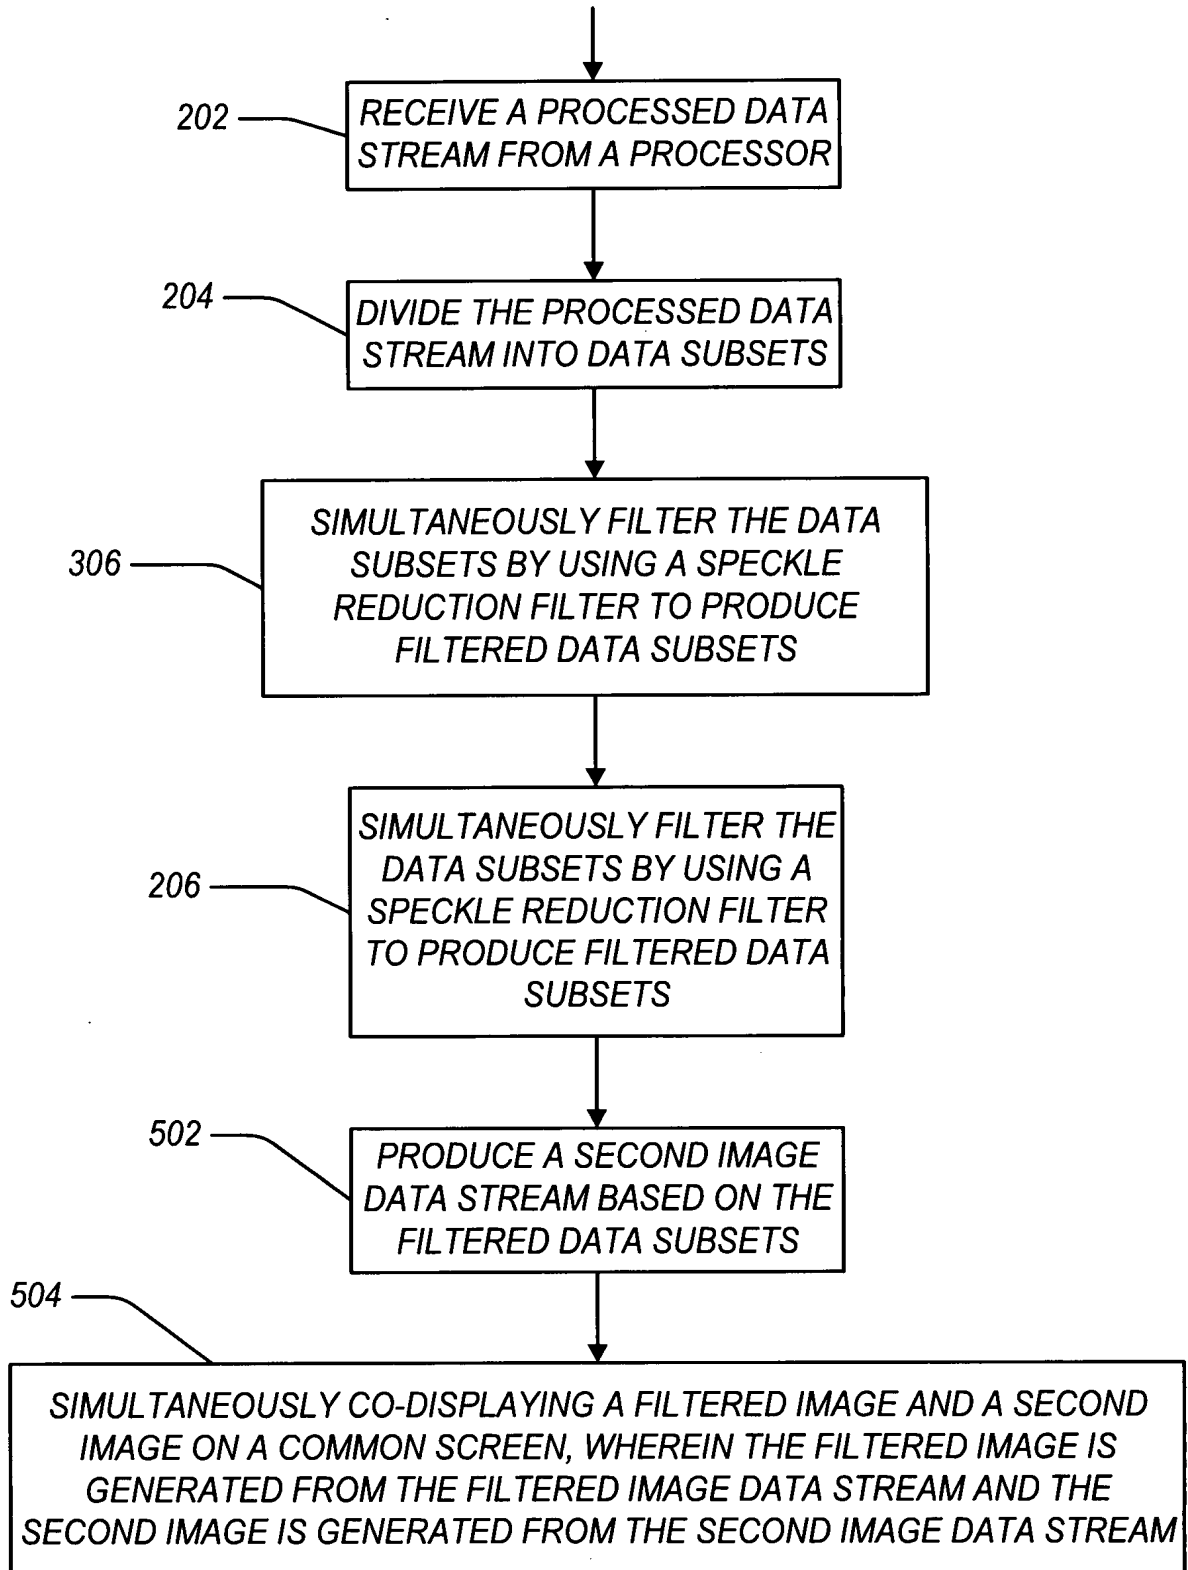 202
RECEIVE A PROCESSED DATA
STREAM FROM A PROCESSOR
204
DIVIDE THE PROCESSED DATA
STREAM INTO DATA SUBSETS
306
SIMULTANEOUSLY FILTER THE DATA
SUBSETS BY USING A SPECKLE
REDUCTION FILTER TO PRODUCE
FILTERED DATA SUBSETS
206
SIMULTANEOUSLY FILTER THE
DATA SUBSETS BY USING A
SPECKLE REDUCTION FILTER
TO PRODUCE FILTERED DATA
SUBSETS
502
PRODUCE A SECOND IMAGE
DATA STREAM BASED ON THE
FILTERED DATA SUBSETS
504
SIMULTANEOUSLY CO-DISPLAYING A FILTERED IMAGE AND A SECOND
IMAGE ON A COMMON SCREEN, WHEREIN THE FILTERED IMAGE IS
GENERATED FROM THE FILTERED IMAGE DATA STREAM AND THE
SECOND IMAGE IS GENERATED FROM THE SECOND IMAGE DATA STREAM